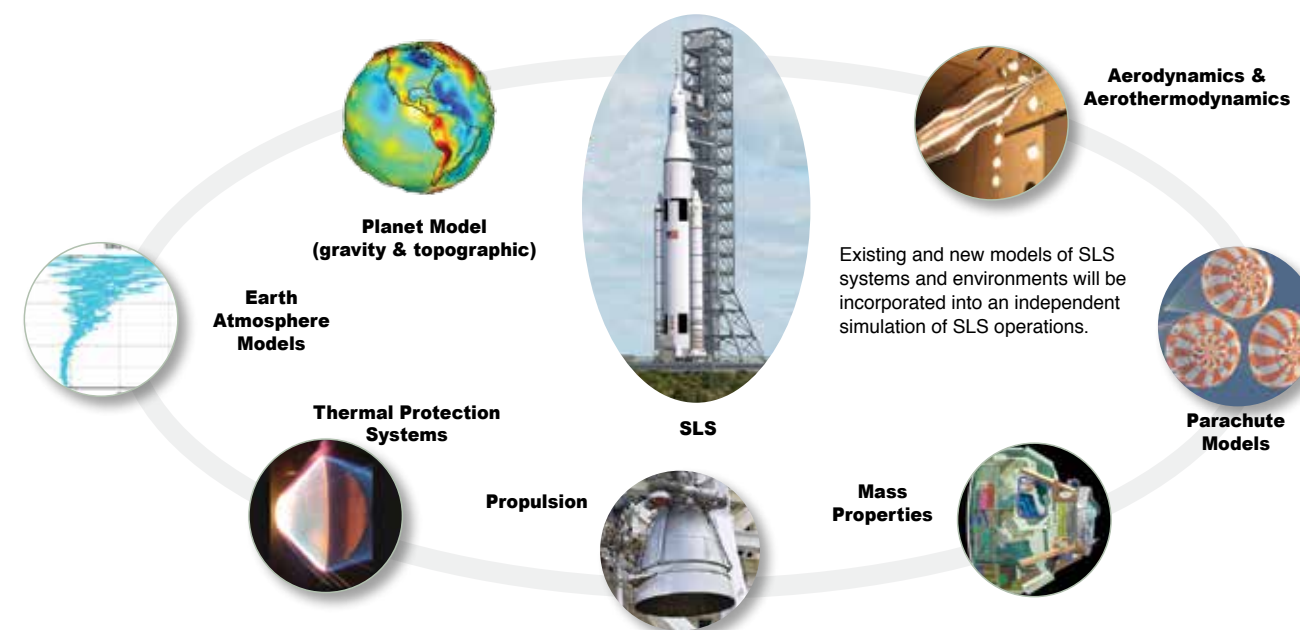 Aerodynamics &
Aerothermodynamics
Planet Model
(gravity & topographic)
Existing and new models of SLS
systems and environments will be
incorporated into an independent
simulation of SLS operations.
Earth
Atmosphere
Models
Thermal Protection
Systems
SLS
Parachute
Models
Propulsion
Mass
Properties